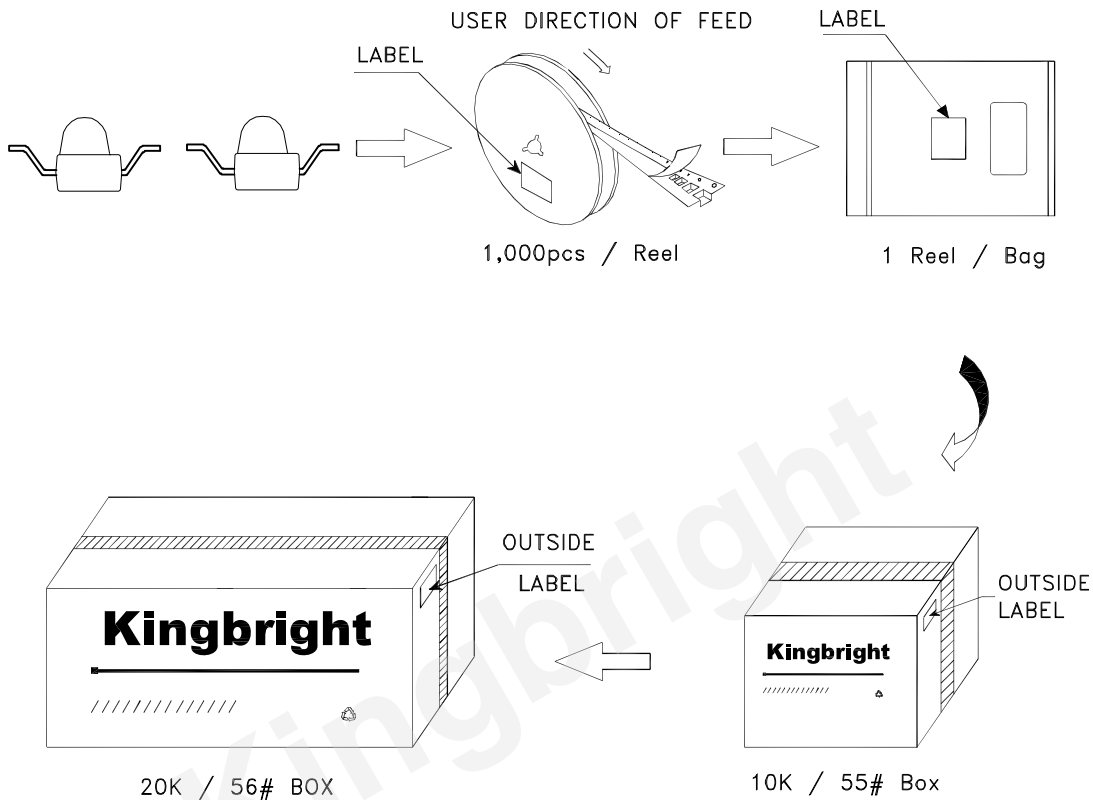 USER DIRECTION OF FEED
LABEL
LABEL
1,000pcs / Reel
1 Reel / Bag
OUTSIDE
LABEL
OUTSIDE
LABEL
Kingbright
Kingbright
20K / 56# BOX
10K / 55# Box
Kingbright